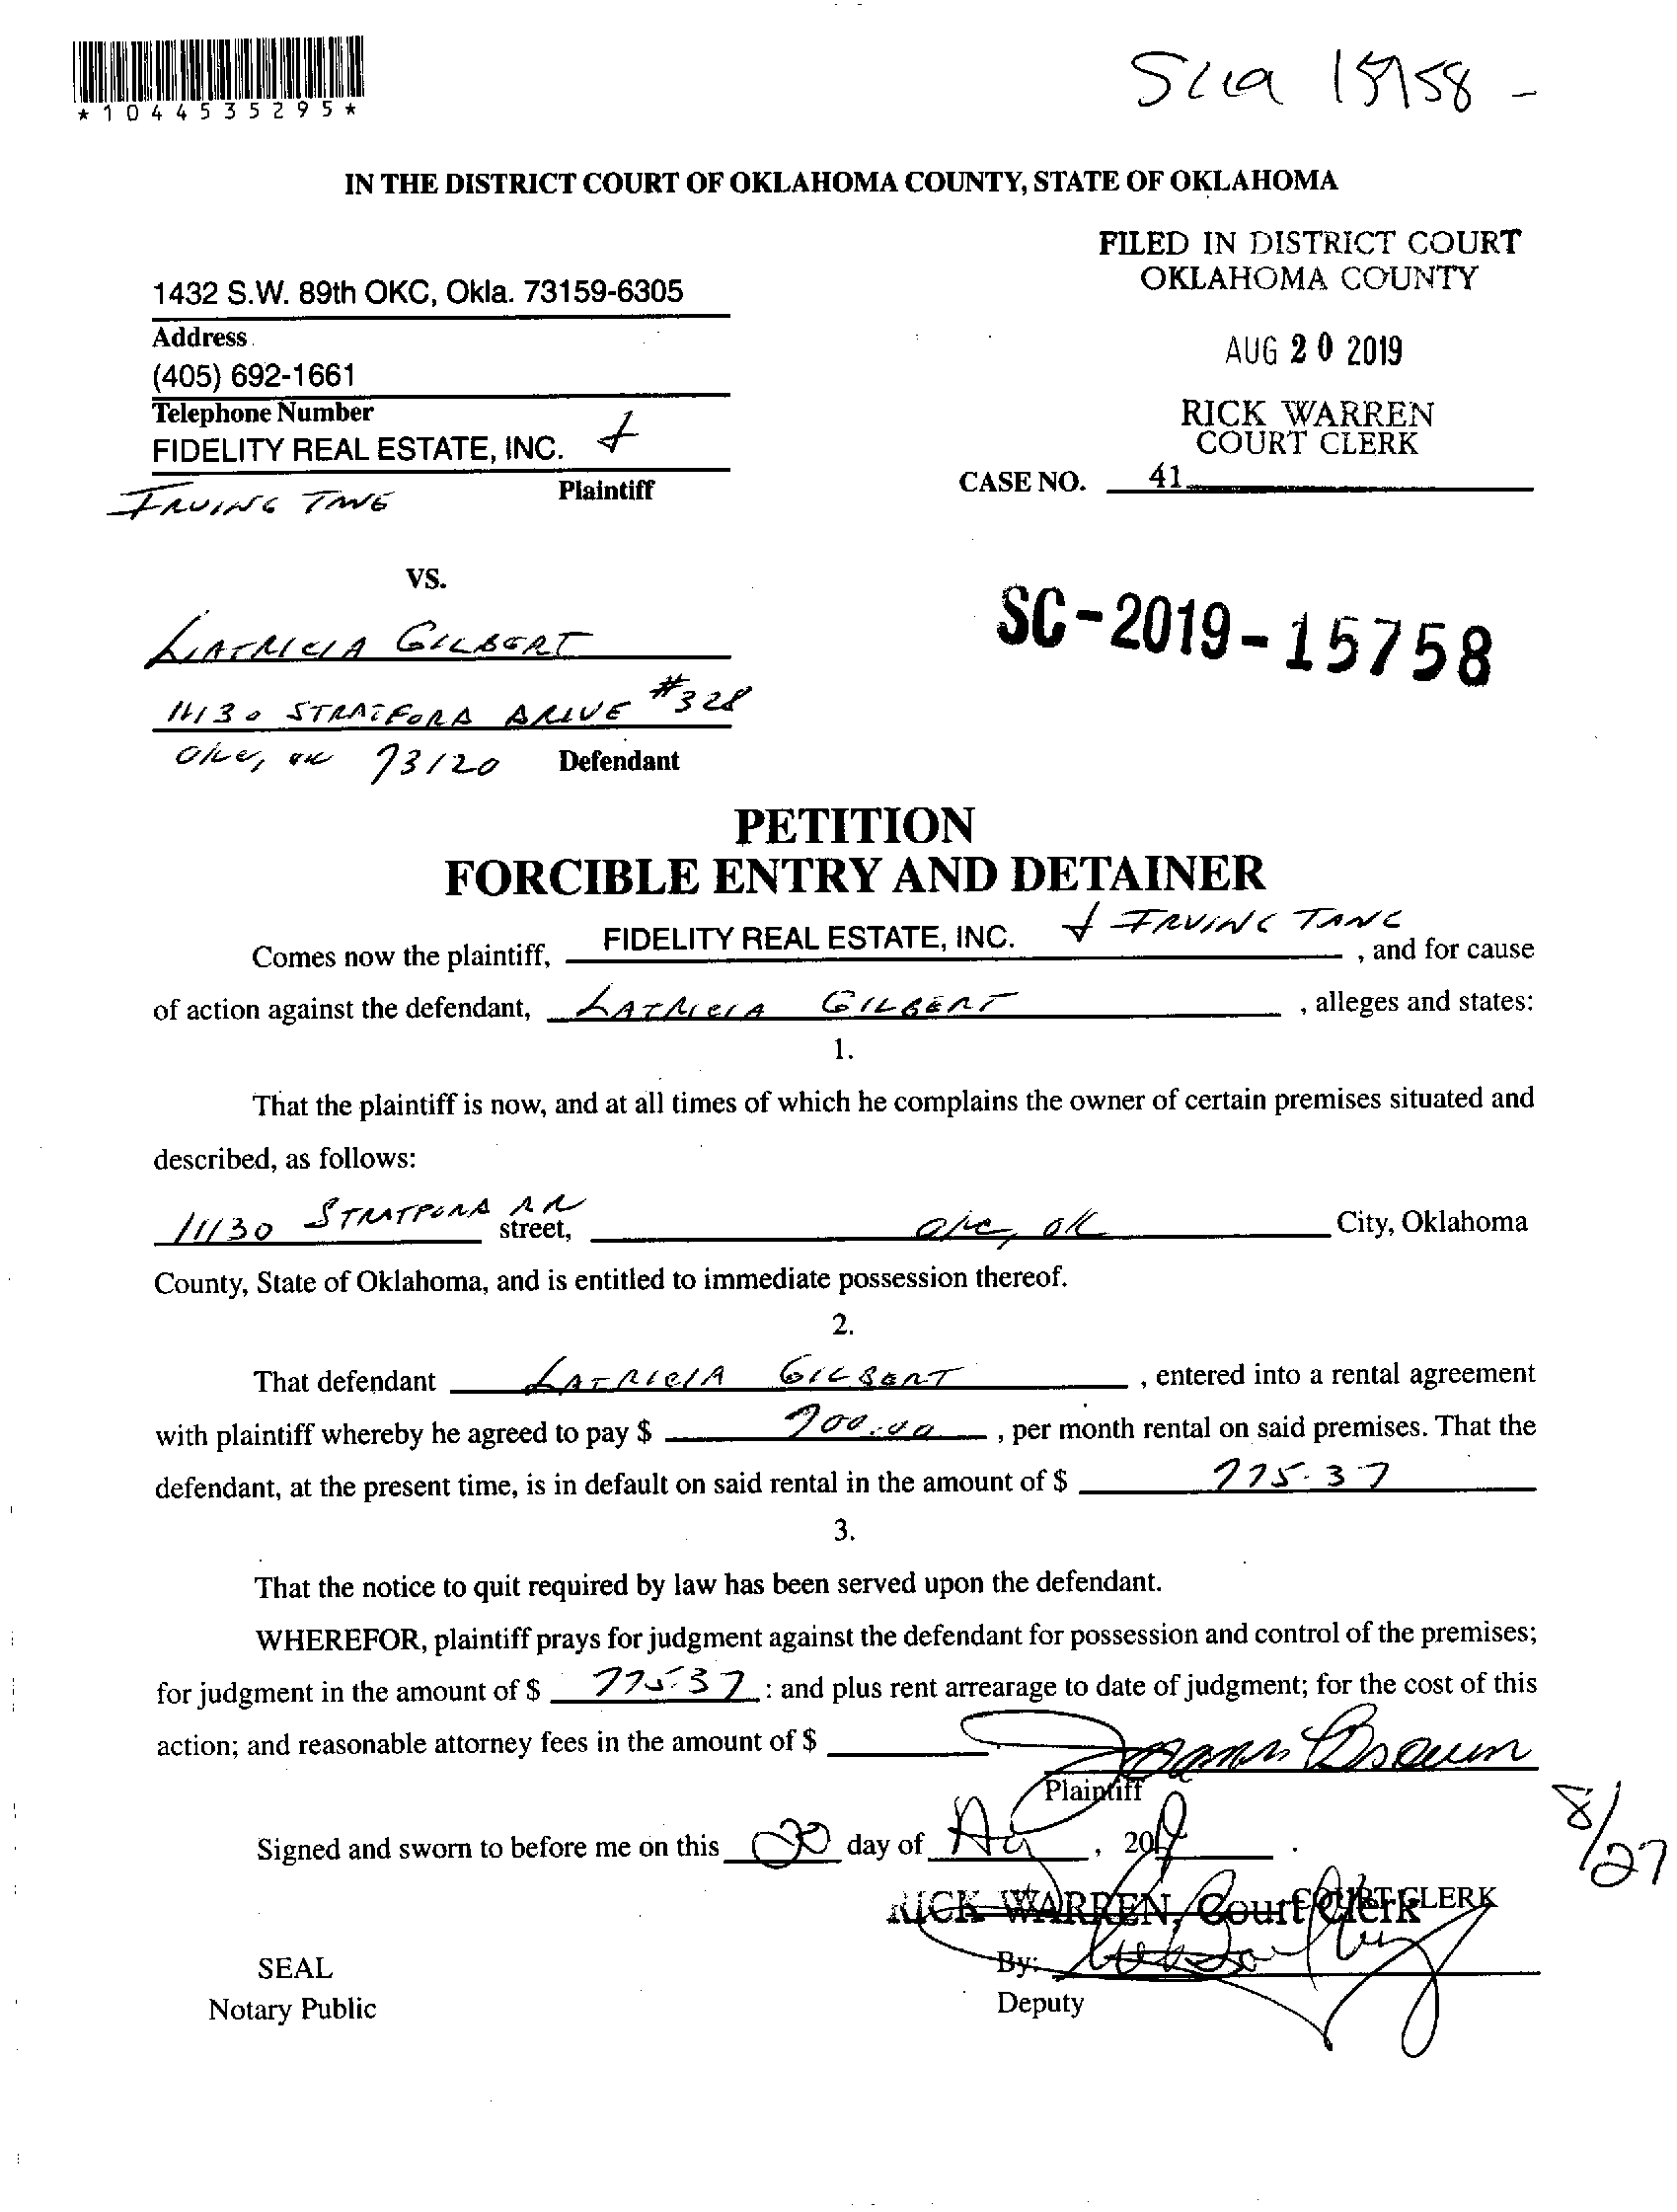 *1044535295*
IN THE DISTRICT COURT OF OKLAHOMA COUNTY, STATE OF OKLAHOMA
FILED IN DISTRICT COURT
OKLAHOMA COUNTY
AUG 20 2019
RICK WARREN
COURT CLERK
1432 S.W. 89th OKC, Okla. 73159-6305
Address
(405) 692-1661
Telephone Number
FIDELITY REAL ESTATE, INC. +
IRVING TANG Plaintiff
CASE NO. 41
VS.
SC-2019-15758
LATRICIA GILBERT
11130 STRATFORD DRIVE #328
OKC, OK 73120 Defendant
PETITION
FORCIBLE ENTRY AND DETAINER
Comes now the plaintiff, FIDELITY REAL ESTATE, INC. + IRVING TANG, and for cause
of action against the defendant, LATRICIA GILBERT, alleges and states:
1.
That the plaintiff is now, and at all times of which he complains the owner of certain premises situated and
described, as follows:
11130 STRATFORD DR street, OKC, OK City, Oklahoma
County, State of Oklahoma, and is entitled to immediate possession thereof.
2.
That defendant LATRICIA GILBERT, entered into a rental agreement
with plaintiff whereby he agreed to pay $ 700.00, per month rental on said premises. That the
defendant, at the present time, is in default on said rental in the amount of $ 775.37
3.
That the notice to quit required by law has been served upon the defendant.
WHEREFOR, plaintiff prays for judgment against the defendant for possession and control of the premises;
for judgment in the amount of $ 775.37: and plus rent arrearage to date of judgment; for the cost of this
action; and reasonable attorney fees in the amount of $
Brown
Plaintiff
8/27
Signed and sworn to before me on this 20 day of Aug, 2019.
RICK WARREN, Court Clerk COURT CLERK
SEAL
By:
Notary Public
Deputy